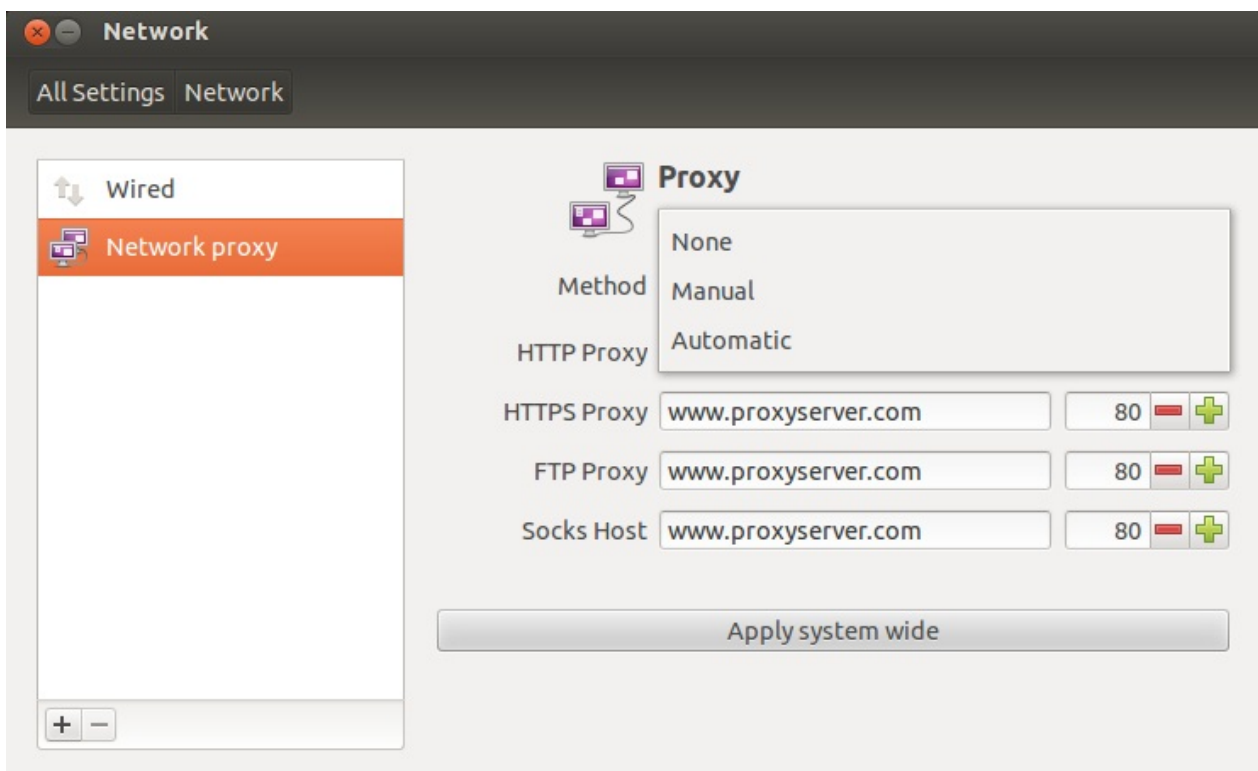 Network
All Settings Network
Wired
Network proxy
Proxy
None
Method Manual
Automatic
HTTP Proxy
HTTPS Proxy www.proxyserver.com 80
FTP Proxy www.proxyserver.com 80
Socks Host www.proxyserver.com 80
Apply system wide